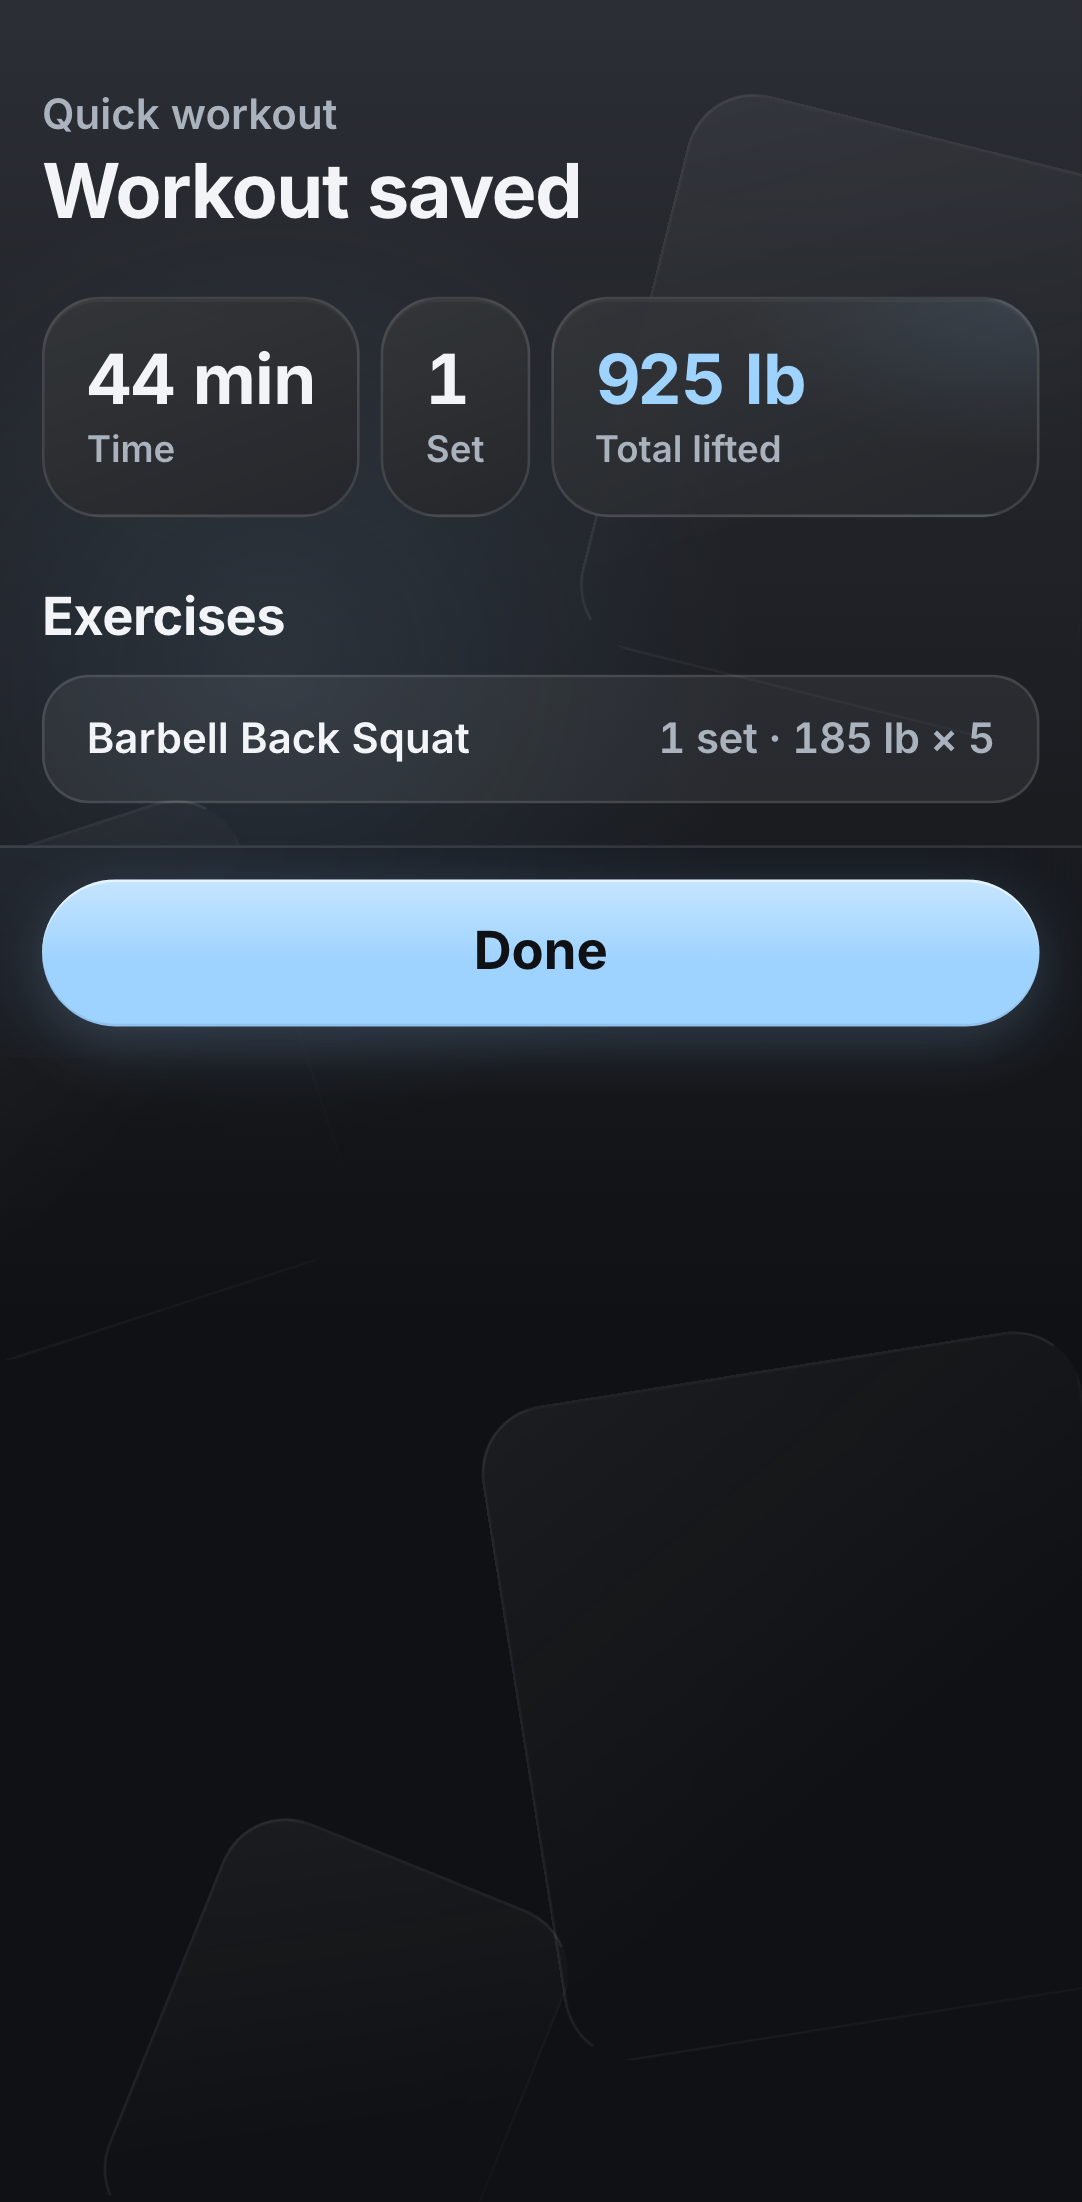 Quick workout
Workout saved
44 min
Time
1
Set
925 lb
Total lifted
Exercises
Barbell Back Squat
1 set · 185 lb × 5
Done